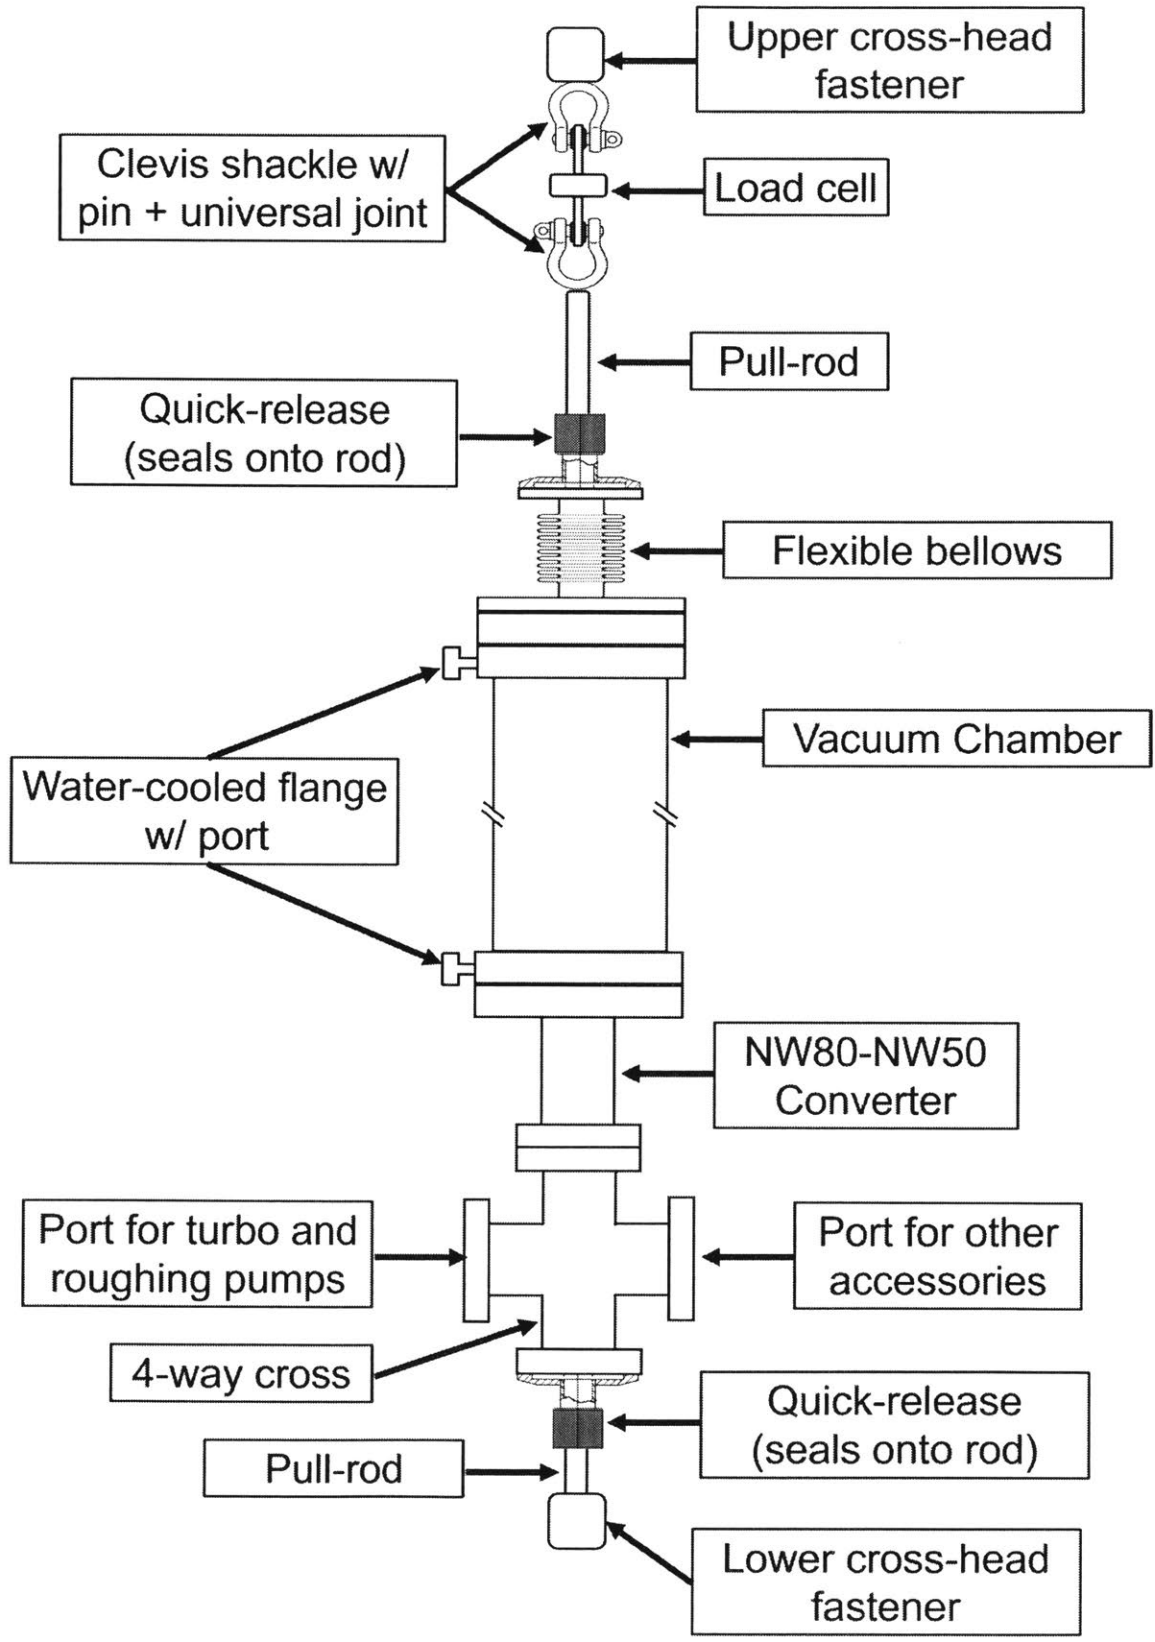 Upper cross-head
fastener
Clevis shackle w/
pin + universal joint
Load cell
Pull-rod
Quick-release
(seals onto rod)
Flexible bellows
Vacuum Chamber
Water-cooled flange
w/ port
NW80-NW50
Converter
Port for turbo and
roughing pumps
Port for other
accessories
4-way cross
Quick-release
(seals onto rod)
Pull-rod
Lower cross-head
fastener